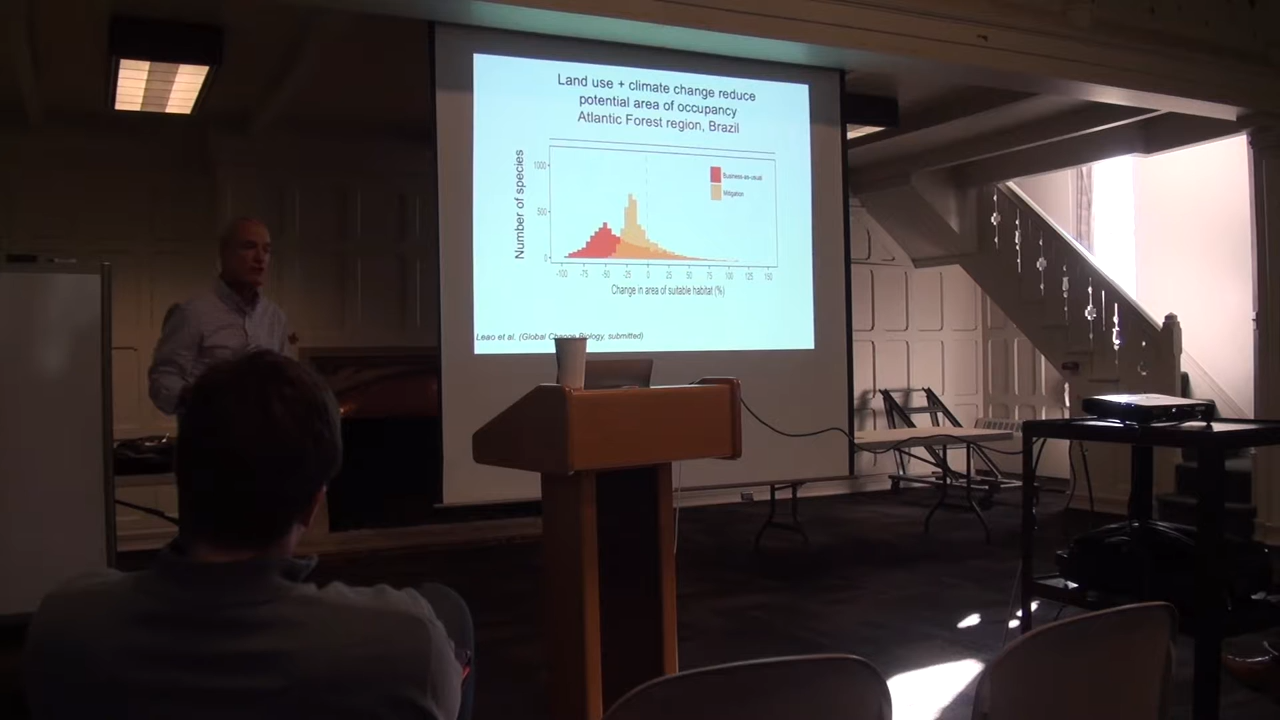 Land use + climate change reduce
potential area of occupancy
Atlantic Forest region, Brazil
Number of species
1000
500
0
Business-as-usual
Mitigation
-100 -75 -50 -25 0 25 50 75 100 125 150
Change in area of suitable habitat (%)
Leao et al. (Global Change Biology, submitted)